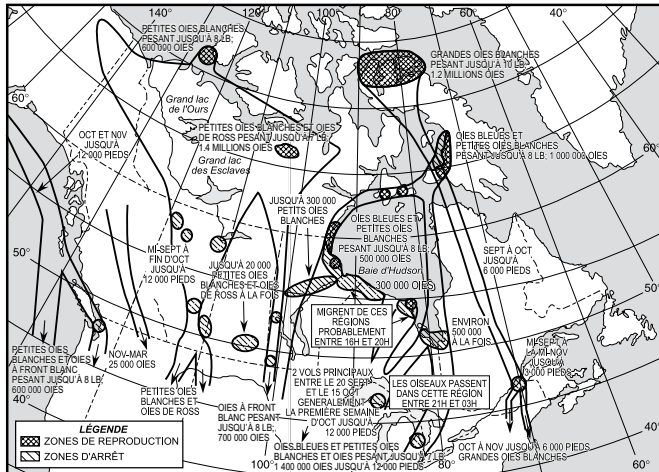 140°
120°
100°
80°
60°
40°
PETITES OIES BLANCHES
PESANT JUSQU'À 8 LB;
600 000 OIES
GRANDES OIES BLANCHES
PESANT JUSQU'À 10 LB;
1.2 MILLIONS OIES
Grand lac
de l'Ours
60°
60°
OCT ET NOV
JUSQU'À
12 000 PIEDS
PETITES OIES BLANCHES ET OIES
DE ROSS PESANT JUSQU'À 7 LB;
1.4 MILLIONS OIES
Grand lac
des Esclaves
OIES BLEUES ET
PETITES OIES BLANCHES
PESANT JUSQU'À 8 LB; 1 000 000 OIES
JUSQU'À 300 000
PETITS OIES
BLANCHES
OIES BLEUES ET
PETITES OIES
BLANCHES
PESANT JUSQU'À 8 LB;
500 000 OIES
Baie d'Hudson
300 000 OIES
SEPT À OCT
JUSQU'À
6 000 PIEDS
50°
50°
MI-SEPT À
FIN D'OCT
JUSQU'À
12 000 PIEDS
JUSQU'À 20 000
PETITES OIES
BLANCHES ET OIES
DE ROSS À LA FOIS
MIGRENT DE CES
RÉGIONS
PROBABLEMENT
ENTRE 16H ET 20H
ENVIRON
500 000
À LA FOIS
MI-SEPT À
LA MI-NOV
JUSQU'À
3 000 PIEDS
PETITES OIES
BLANCHES ET OIES
À FRONT BLANC
PESANT JUSQU'À 8 LB;
600 OIES
NOV-MAR
25 000 OIES
PETITES OIES
BLANCHES ET
OIES DE ROSS
OIES À FRONT
BLANC PESANT
JUSQU'À 8 LB;
700 000 OIES
2 VOLS PRINCIPAUX
ENTRE LE 20 SEPT
ET LE 15 OCT
GENERALEMENT
LA PREMIÈRE SEMAINE
D'OCT JUSQU'À
12 000 PIEDS
LES OISEAUX PASSENT
DANS CETTE RÉGION
ENTRE 21H ET 03H
40°
40°
LÉGENDE
ZONES DE REPRODUCTION
ZONES D'ARRÊT
OIES BLEUES ET PETITES OIES
BLANCHES ET OIES PESANT JUSQU'À 7 LB
1 400 000 OIES JUSQU'À 12 000 PIEDS
OCT À NOV JUSQU'À 6 000 PIEDS
GRANDES OIES BLANCHES
100°
80°
60°